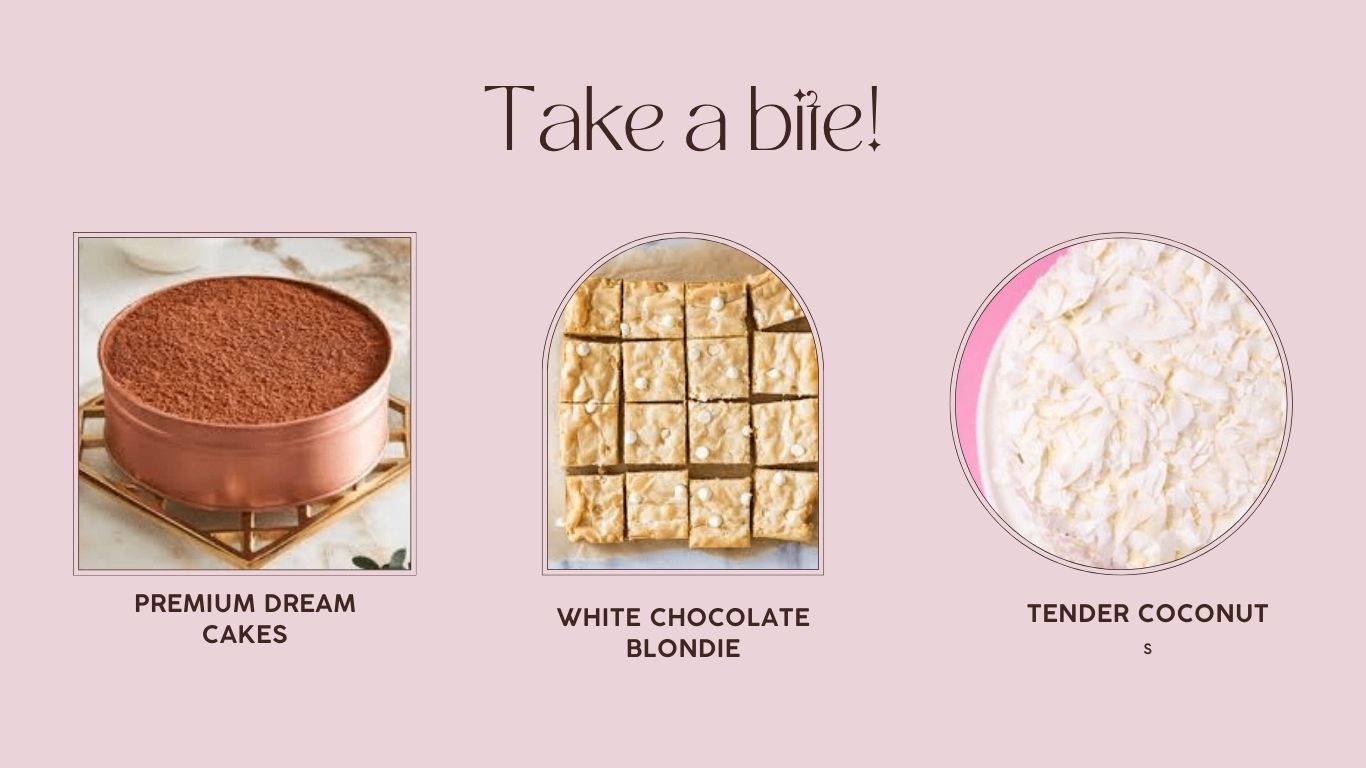 Take a bite!
PREMIUM DREAM
CAKES
WHITE CHOCOLATE
BLONDIE
TENDER COCONUT
s